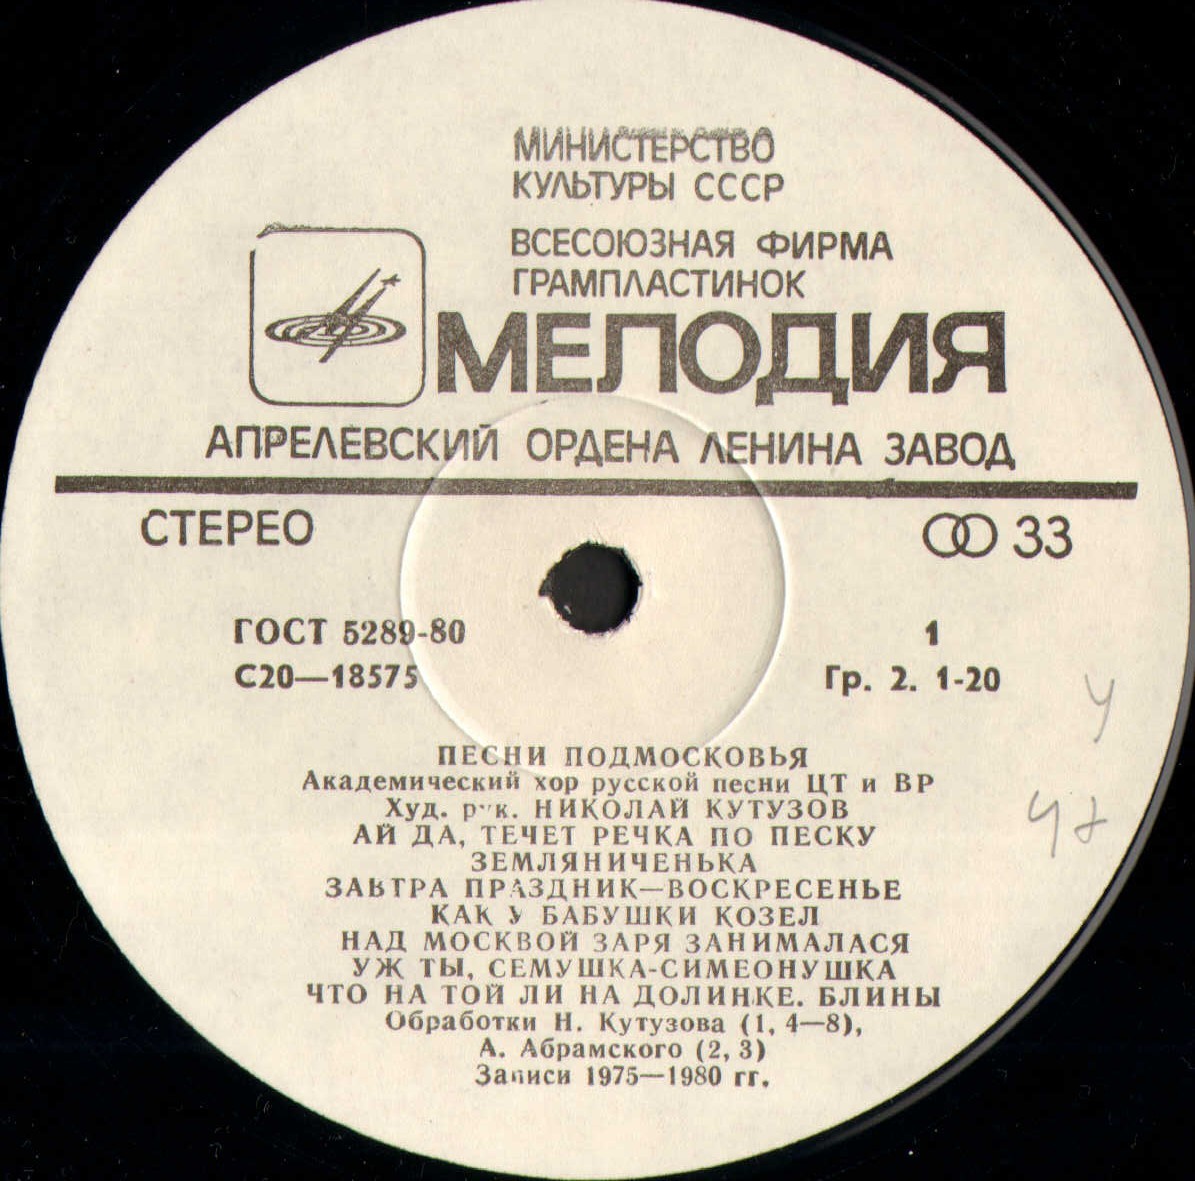 МИНИСТЕРСТВО
КУЛЬТУРЫ СССР
ВСЕСОЮЗНАЯ ФИРМА
ГРАМПЛАСТИНОК
МЕЛОДИЯ
АПРЕЛЕВСКИЙ ОРДЕНА ЛЕНИНА ЗАВОД
СТЕРЕО 33
ГОСТ 5289-80 1
С20—18575 Гр. 2. 1-20
ПЕСНИ ПОДМОСКОВЬЯ
Академический хор русской песни ЦТ и ВР
Худ. рук. НИКОЛАЙ КУТУЗОВ
АЙ ДА, ТЕЧЕТ РЕЧКА ПО ПЕСКУ
ЗЕМЛЯНИЧЕНЬКА
ЗАВТРА ПРАЗДНИК—ВОСКРЕСЕНЬЕ
КАК У БАБУШКИ КОЗЕЛ
НАД МОСКВОЙ ЗАРЯ ЗАНИМАЛАСЯ
УЖ ТЫ, СЕМУШКА-СИМЕОНУШКА
ЧТО НА ТОЙ ЛИ НА ДОЛИНКЕ. БЛИНЫ
Обработки Н. Кутузова (1, 4—8),
А. Абрамского (2, 3)
Записи 1975—1980 гг.